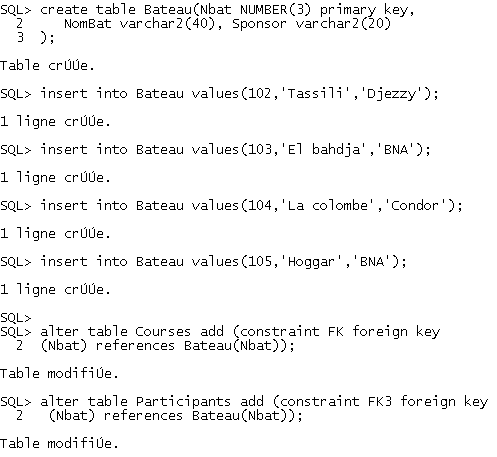 SQL> create table Bateau(Nbat NUMBER(3) primary key,
  2     NomBat varchar2(40), Sponsor varchar2(20)
  3  );
Table crÚÚe.
SQL> insert into Bateau values(102,'Tassili','Djezzy');
1 ligne crÚÚe.
SQL> insert into Bateau values(103,'El bahdja','BNA');
1 ligne crÚÚe.
SQL> insert into Bateau values(104,'La colombe','Condor');
1 ligne crÚÚe.
SQL> insert into Bateau values(105,'Hoggar','BNA');
1 ligne crÚÚe.
SQL>
SQL> alter table Courses add (constraint FK foreign key
  2  (Nbat) references Bateau(Nbat));
Table modifiÚe.
SQL> alter table Participants add (constraint FK3 foreign key
  2   (Nbat) references Bateau(Nbat));
Table modifiÚe.